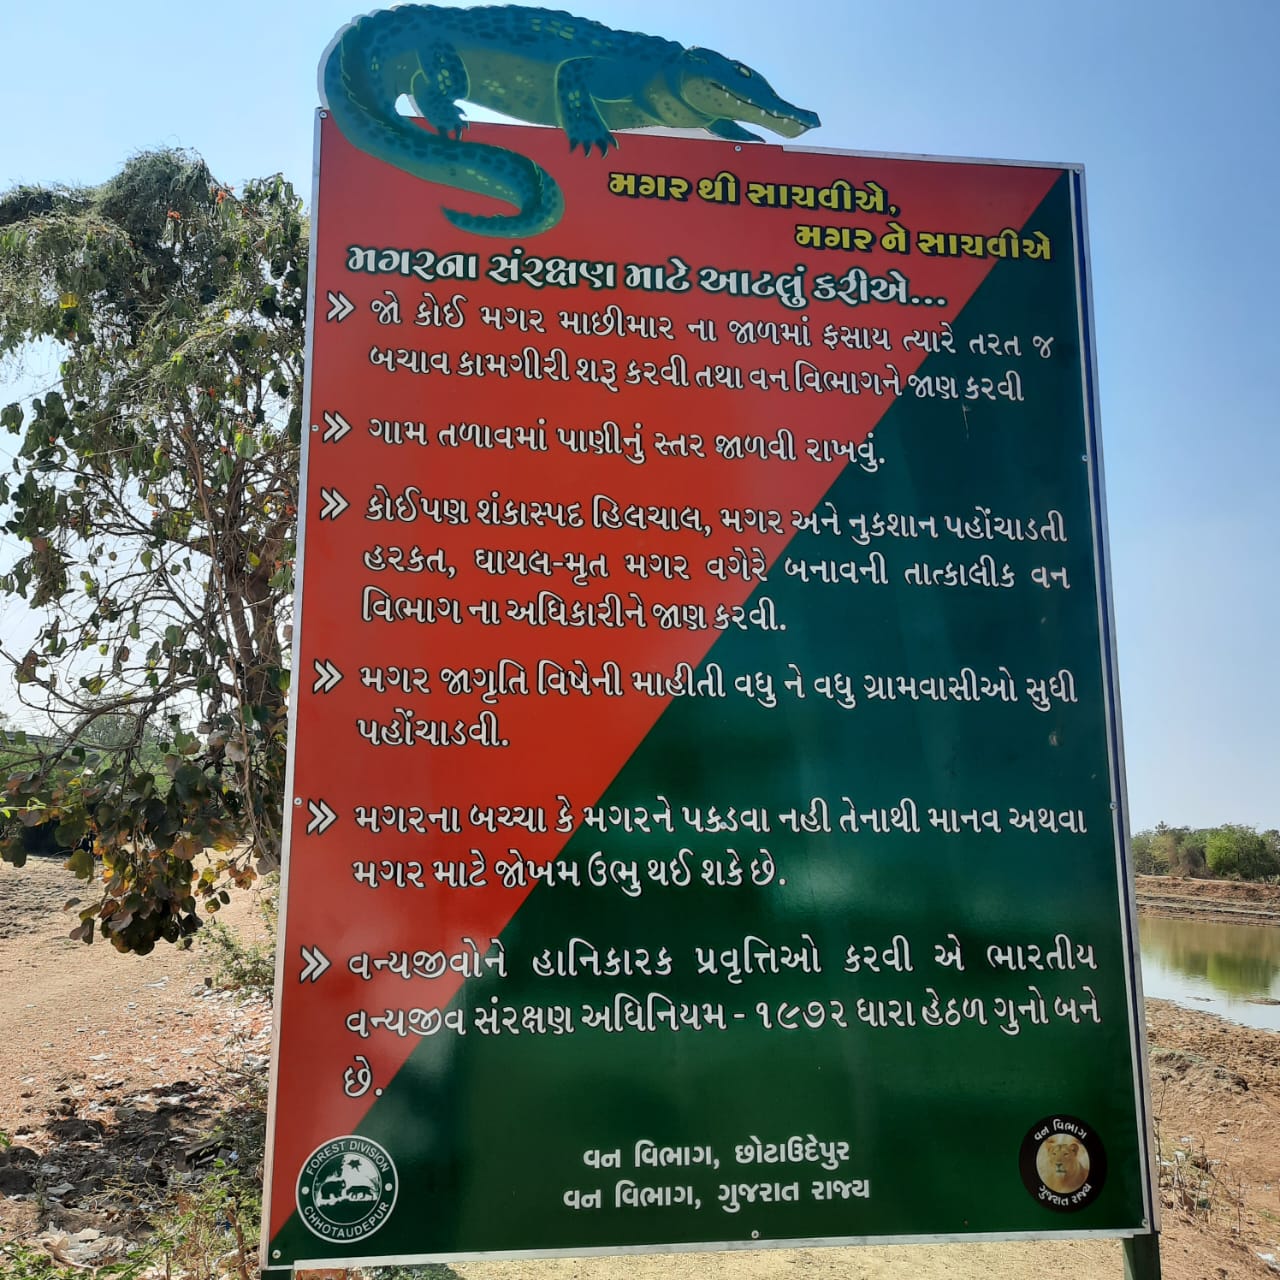 મગર થી સાચવીએ,
મગર ને સાચવીએ
મગરના સંરક્ષણ માટે આટલું કરીએ...
» જો કોઈ મગર માછીમાર ના જાળમાં ફસાય ત્યારે તરત જ
બચાવ કામગીરી શરૂ કરવી તથા વન વિભાગને જાણ કરવી
» ગામ તળાવમાં પાણીનું સ્તર જાળવી રાખવું.
» કોઈપણ શંકાસ્પદ હિલચાલ, મગર અને નુકશાન પહોંચાડતી
હરકત, ઘાયલ-મૃત મગર વગેરે બનાવની તાત્કાલીક વન
વિભાગ ના અધિકારીને જાણ કરવી.
» મગર જાગૃતિ વિષેની માહીતી વધુ ને વધુ ગ્રામવાસીઓ સુધી
પહોંચાડવી.
» મગરના બચ્ચા કે મગરને પકડવા નહી તેનાથી માનવ અથવા
મગર માટે જોખમ ઉભુ થઈ શકે છે.
» વન્યજીવોને હાનિકારક પ્રવૃત્તિઓ કરવી એ ભારતીય
વન્યજીવ સંરક્ષણ અધિનિયમ - ૧૯૭૨ ધારા હેઠળ ગુનો બને
છે.
વન વિભાગ, છોટાઉદેપુર
વન વિભાગ, ગુજરાત રાજ્ય
FOREST DIVISION
CHHOTAUDEPUR
વન વિભાગ
ગુજરાત રાજ્ય